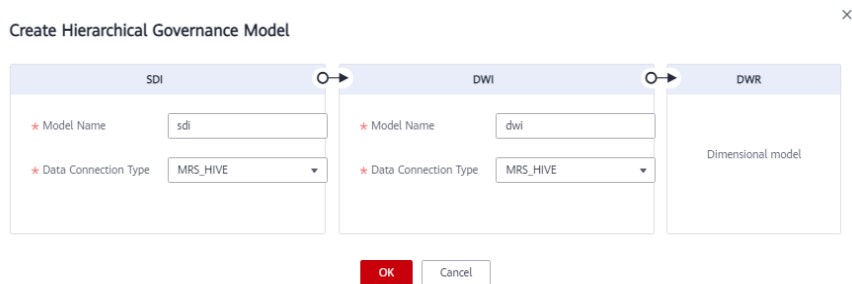 Create Hierarchical Governance Model
SDI
DWI
DWR
* Model Name sdi
* Model Name dwi
Dimensional model
* Data Connection Type MRS_HIVE
* Data Connection Type MRS_HIVE
OK
Cancel